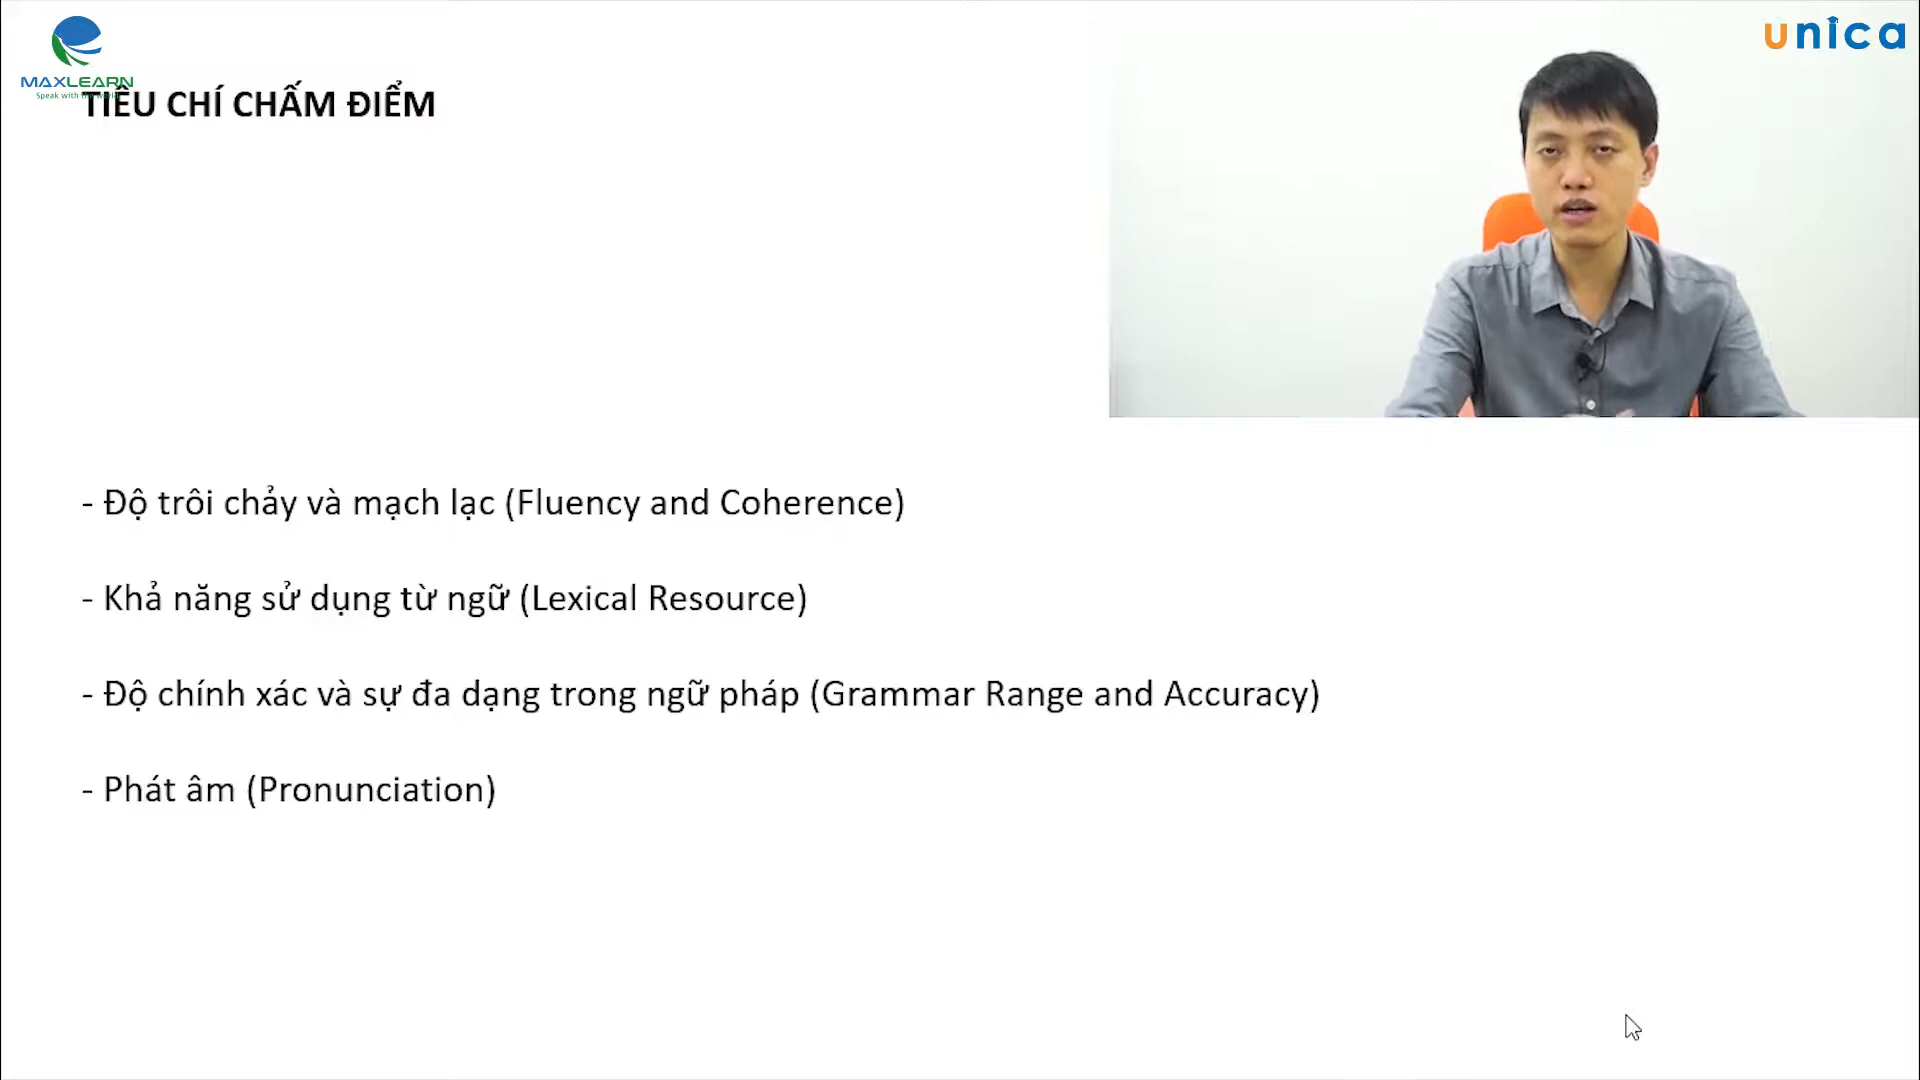 MAXLEARN
unica
TIÊU CHÍ CHẤM ĐIỂM
- Độ trôi chảy và mạch lạc (Fluency and Coherence)
- Khả năng sử dụng từ ngữ (Lexical Resource)
- Độ chính xác và sự đa dạng trong ngữ pháp (Grammar Range and Accuracy)
- Phát âm (Pronunciation)